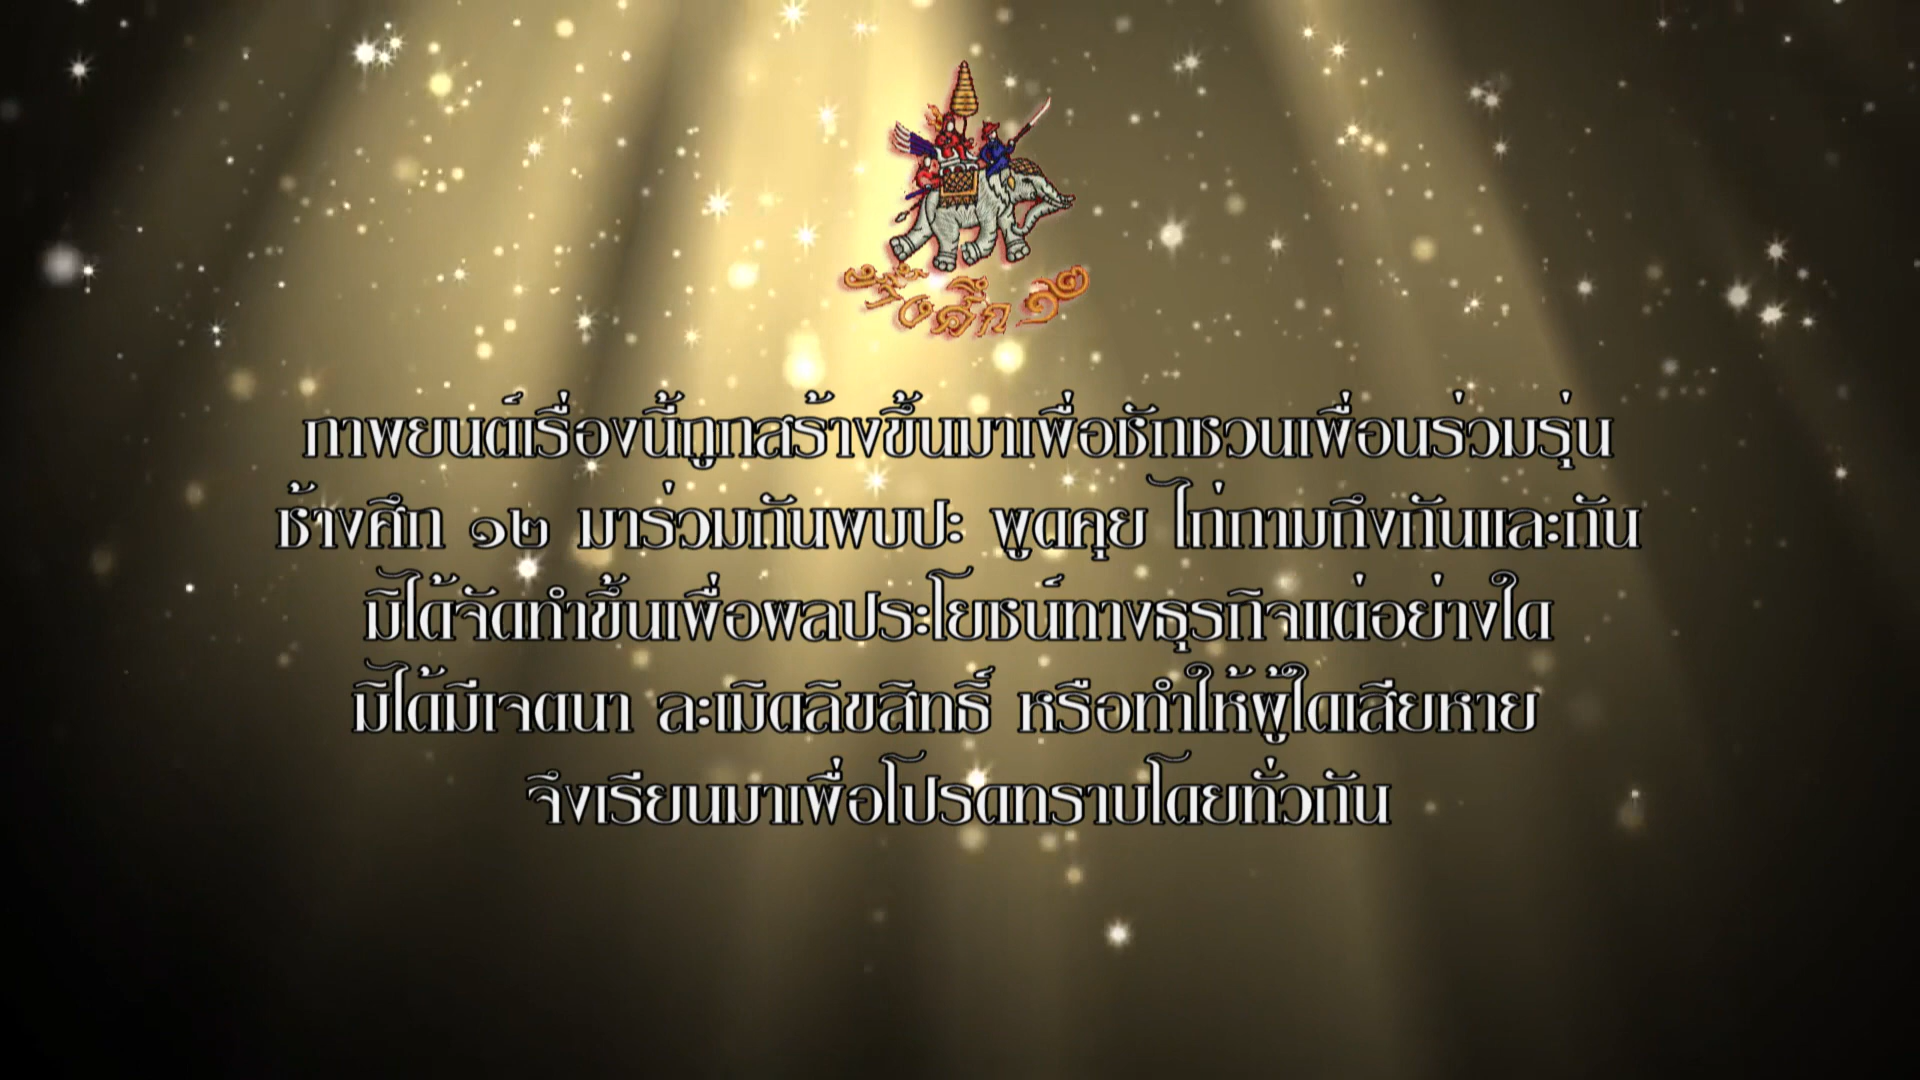 ช้างศึก ๑๒
ภาพยนต์เรื่องนี้ถูกสร้างขึ้นมาเพื่อชักชวนเพื่อนร่วมรุ่น
ช้างศึก ๑๒ มาร่วมกันพบปะ พูดคุย ไถ่ถามถึงกันและกัน
มิได้จัดทำขึ้นเพื่อผลประโยชน์ทางธุรกิจแต่อย่างใด
มิได้มีเจตนา ละเมิดลิขสิทธิ์ หรือทำให้ผู้ใดเสียหาย
จึงเรียนมาเพื่อโปรดทราบโดยทั่วกัน